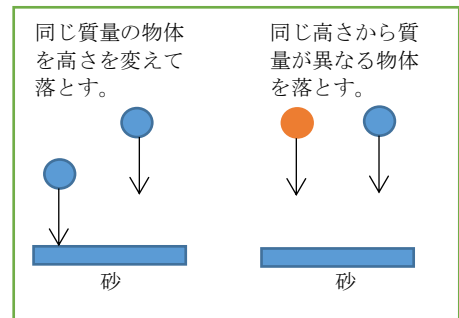 同じ質量の物体
を高さを変えて
落とす。
同じ高さから質
量が異なる物体
を落とす。
砂
砂